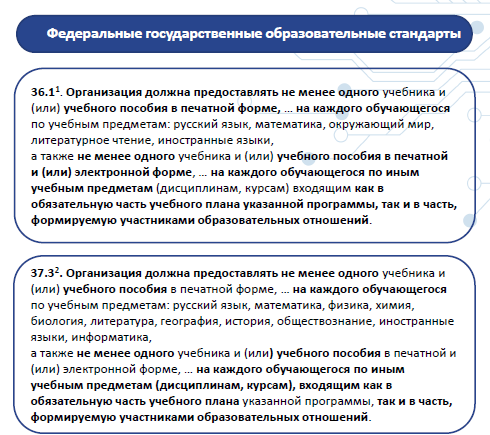 Федеральные государственные образовательные стандарты
36.1¹. Организация должна предоставлять не менее одного учебника и
(или) учебного пособия в печатной форме, … на каждого обучающегося
по учебным предметам: русский язык, математика, окружающий мир,
литературное чтение, иностранные языки,
а также не менее одного учебника и (или) учебного пособия в печатной
и (или) электронной форме, … на каждого обучающегося по иным
учебным предметам (дисциплинам, курсам) входящим как в
обязательную часть учебного плана указанной программы, так и в часть,
формируемую участниками образовательных отношений.
37.3². Организация должна предоставлять не менее одного учебника и
(или) учебного пособия в печатной форме, … на каждого обучающегося
по учебным предметам: русский язык, математика, физика, химия,
биология, литература, география, история, обществознание, иностранные
языки, информатика,
а также не менее одного учебника и (или) учебного пособия в печатной и
(или) электронной форме, … на каждого обучающегося по иным
учебным предметам (дисциплинам, курсам), входящим как в
обязательную часть учебного плана указанной программы, так и в часть,
формируемую участниками образовательных отношений.